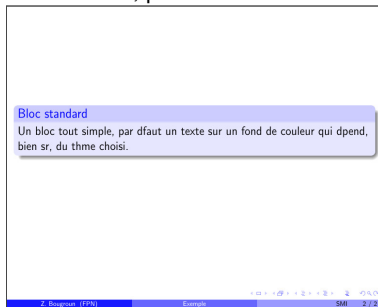 Bloc standard
Un bloc tout simple, par dfaut un texte sur un fond de couleur qui dpend,
bien sr, du thme choisi.
Z. Bougroun (FPN) Exemple SMI 2 / 2